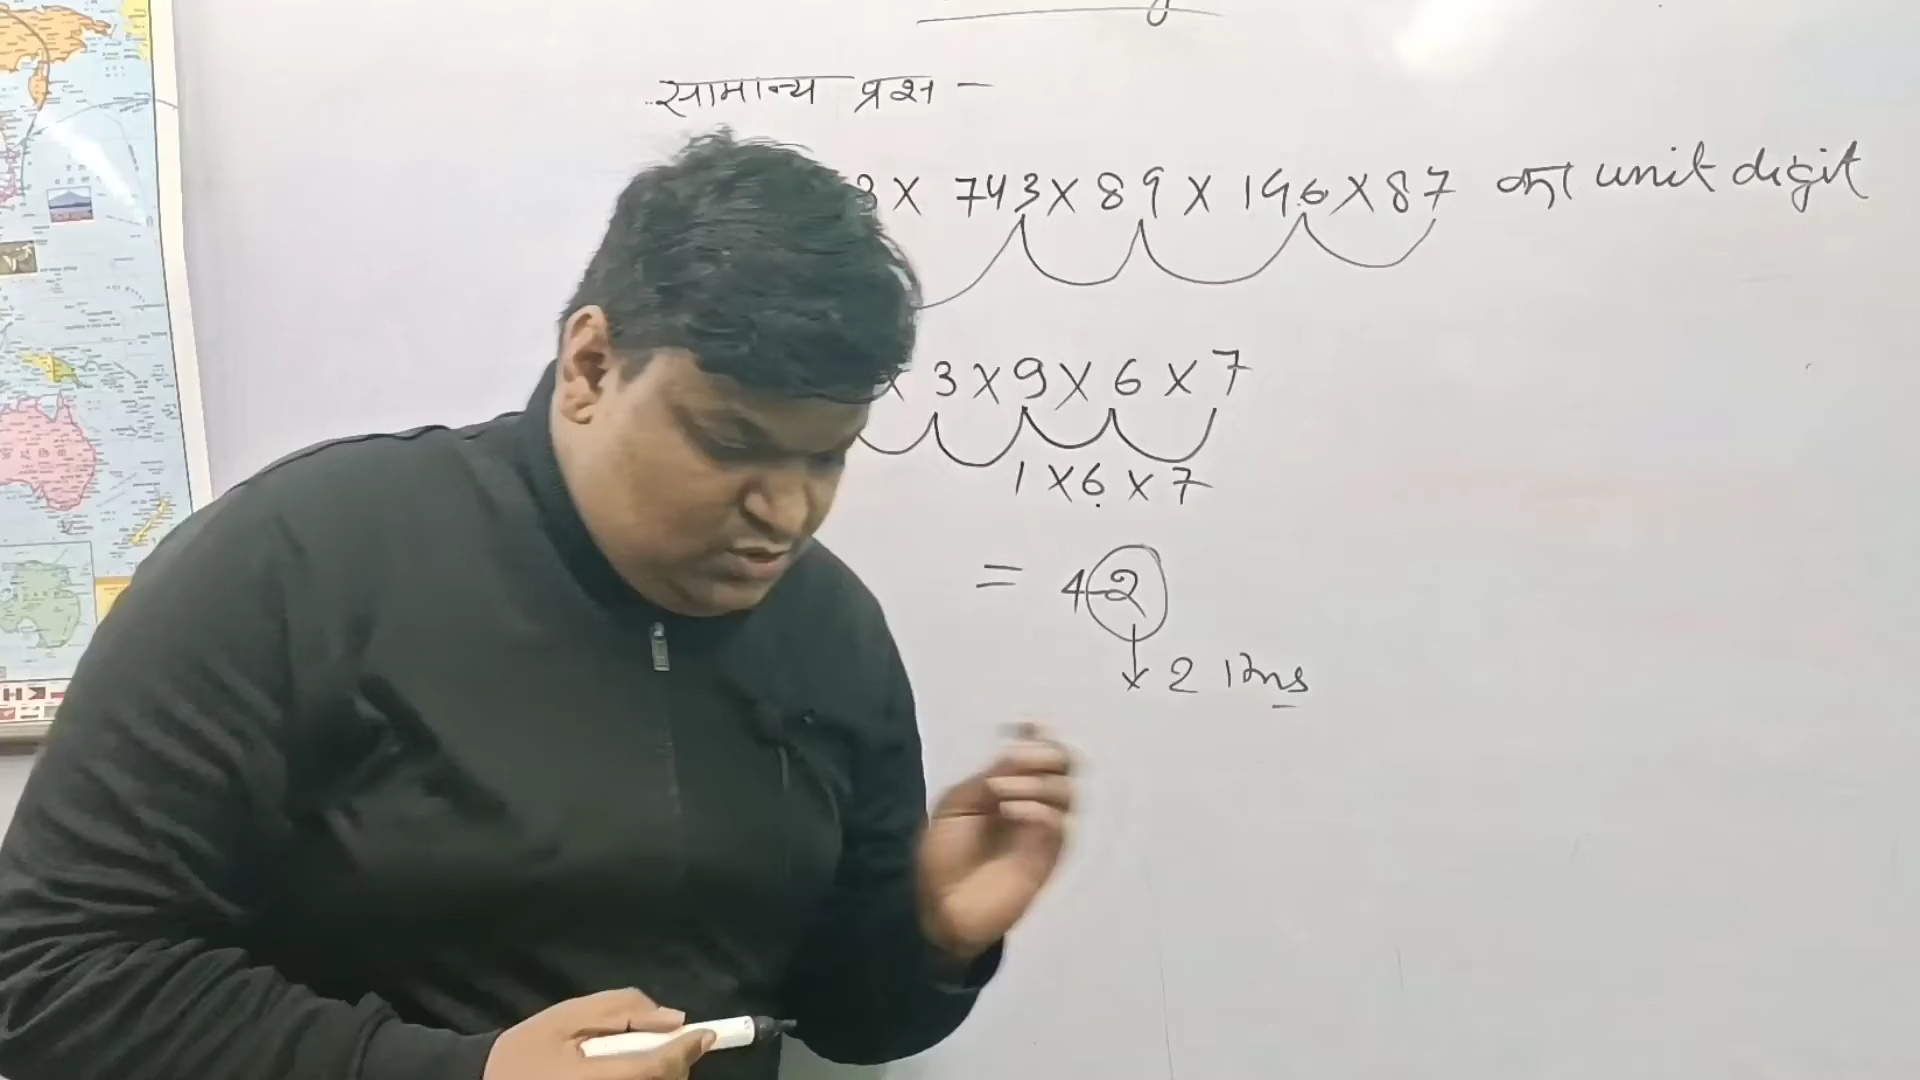 सामान्य प्रश्न -
3 X 743 X 89 X 196 X 87 का unit digit
X 3 X 9 X 6 X 7
1 X 6 X 7
= 42
2 Ans